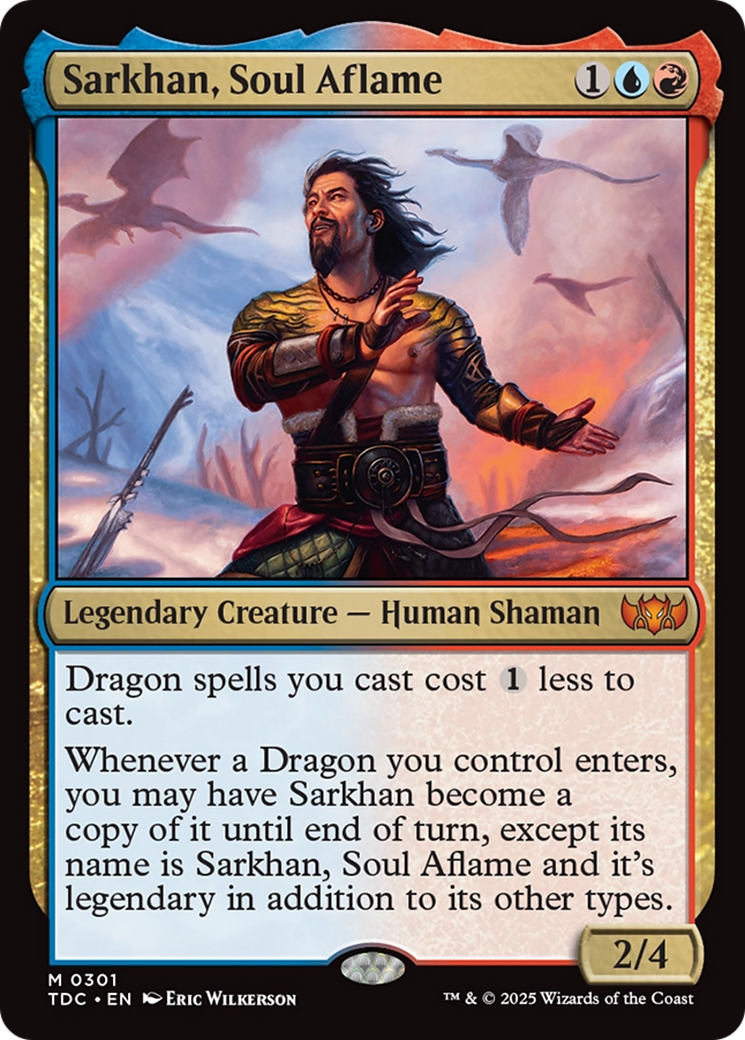 Sarkhan, Soul Aflame 1
Legendary Creature — Human Shaman
Dragon spells you cast cost 1 less to
cast.
Whenever a Dragon you control enters,
you may have Sarkhan become a
copy of it until end of turn, except its
name is Sarkhan, Soul Aflame and it's
legendary in addition to its other types.
2/4
M 0301
TDC • EN Eric Wilkerson
™ & © 2025 Wizards of the Coast